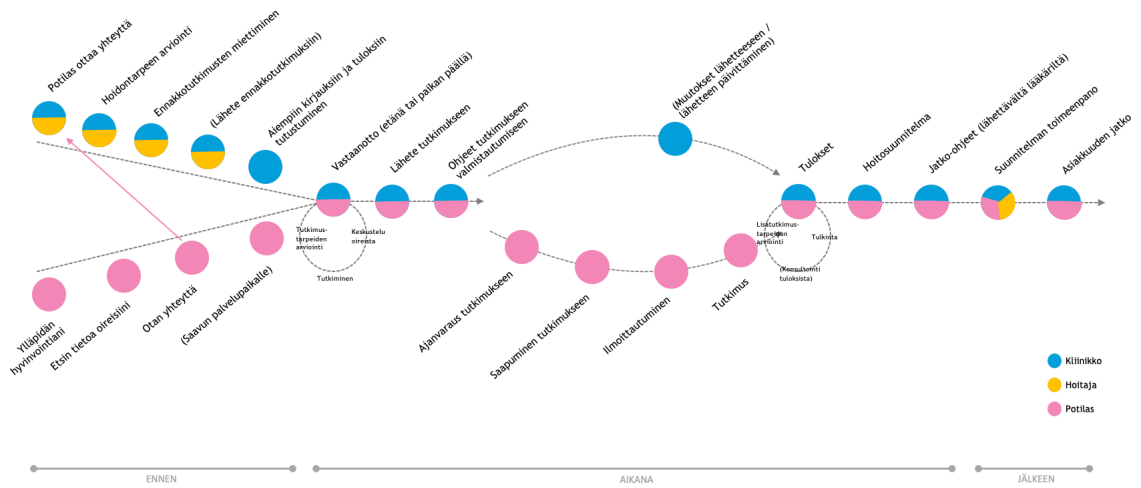 Potilas ottaa yhteyttä
Hoidontarpeen arviointi
Ennakkotutkimusten miettiminen
(Lähete ennakkotutkimuksiin)
Aiempiin kirjauksiin ja tuloksiin
tutustuminen
Vastaanotto (etänä tai paikan päällä)
Lähete tutkimukseen
Ohjeet tutkimukseen
valmistautumiseen
(Muutokset lähetteeseen /
lähetteen päivittäminen)
Tulokset
Hoitosuunnitelma
Jatko-ohjeet (lähettävältä lääkäriltä)
Suunnitelman toimeenpano
Asiakkuuden jatko
Tutkimus-
tarpeiden
arviointi
Keskustelu
oireista
Tutkiminen
Lisätutkimus-
tarpeiden
arviointi
Tulkinta
(Konsultointi
tuloksista)
Ylläpidän
hyvinvointiani
Etsin tietoa oireisiini
Otan yhteyttä
(Saavun palvelupaikalle)
Ajanvaraus tutkimukseen
Saapuminen tutkimukseen
Ilmoittautuminen
Tutkimus
Kliinikko
Hoitaja
Potilas
ENNEN
AIKANA
JÄLKEEN